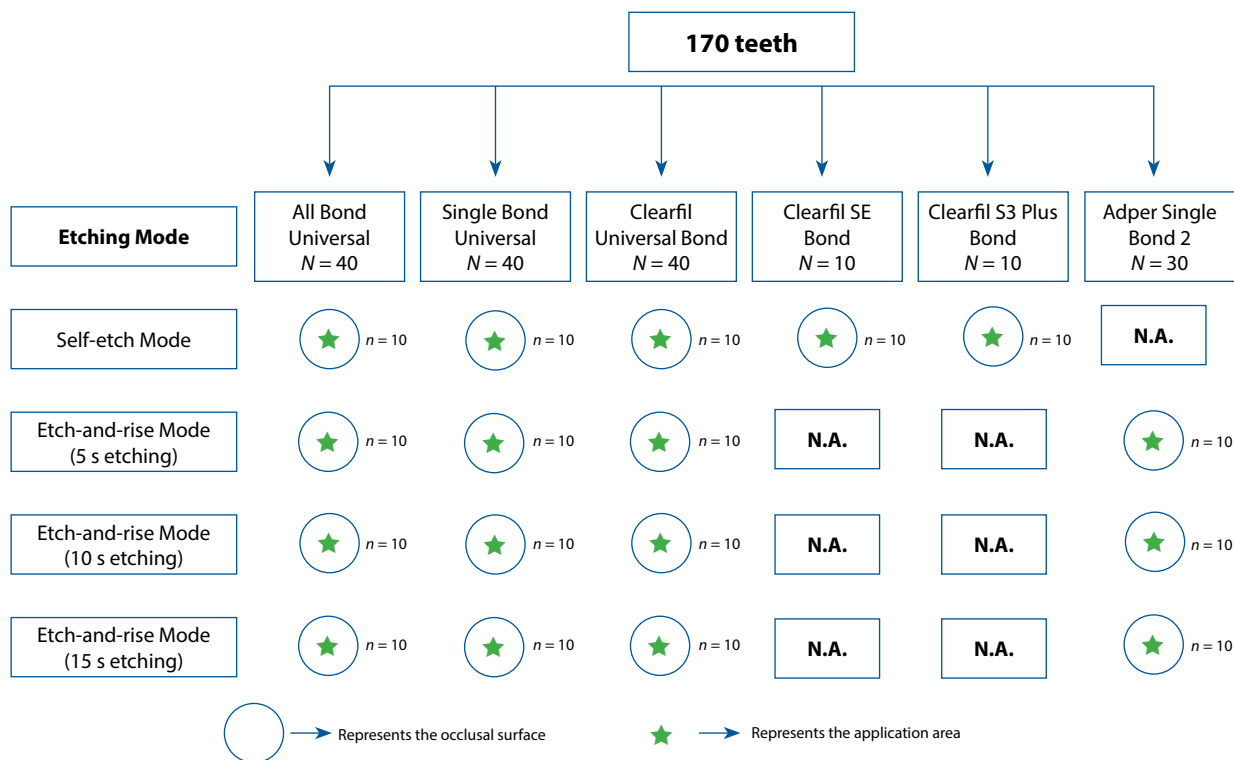 170 teeth
Etching Mode
All Bond
Universal
N = 40
Single Bond
Universal
N = 40
Clearfil
Universal Bond
N = 40
Clearfil SE
Bond
N = 10
Clearfil S3 Plus
Bond
N = 10
Adper Single
Bond 2
N = 30
Self-etch Mode
n = 10
n = 10
n = 10
n = 10
n = 10
N.A.
Etch-and-rise Mode
(5 s etching)
n = 10
n = 10
n = 10
N.A.
N.A.
n = 10
Etch-and-rise Mode
(10 s etching)
n = 10
n = 10
n = 10
N.A.
N.A.
n = 10
Etch-and-rise Mode
(15 s etching)
n = 10
n = 10
n = 10
N.A.
N.A.
n = 10
Represents the occlusal surface
Represents the application area